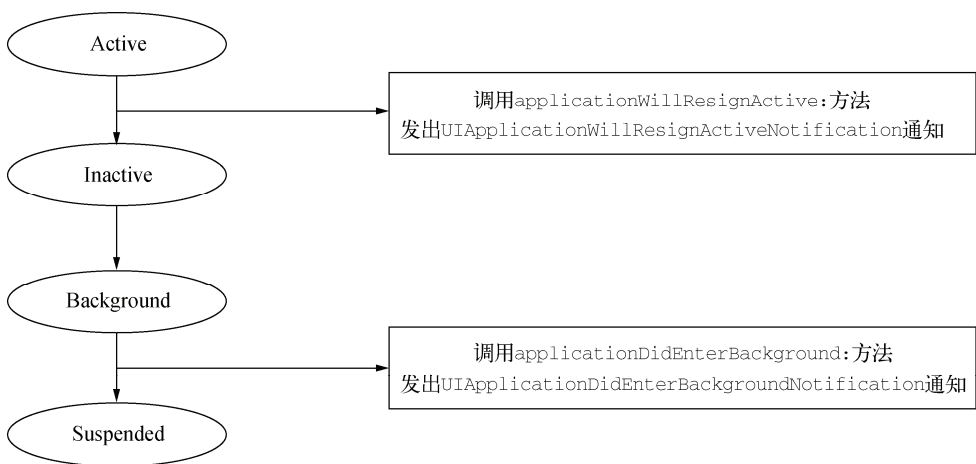 Active
调用applicationWillResignActive:方法
发出UIApplicationWillResignActiveNotification通知
Inactive
Background
调用applicationDidEnterBackground:方法
发出UIApplicationDidEnterBackgroundNotification通知
Suspended